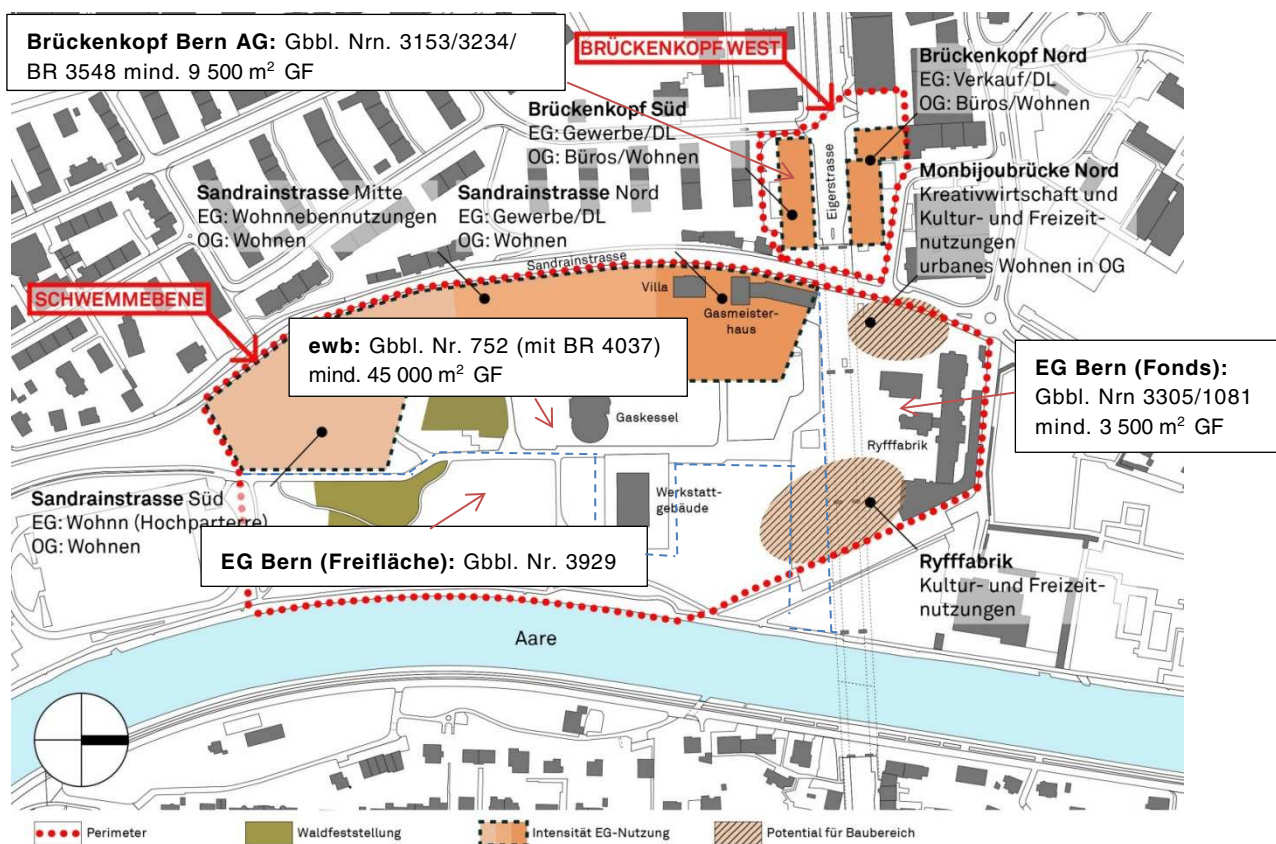 Brückenkopf Bern AG: Gbbl. Nrn. 3153/3234/
BR 3548 mind. 9 500 m² GF
BRÜCKENKOPF WEST
Brückenkopf Nord
EG: Verkauf/DL
OG: Büros/Wohnen
Brückenkopf Süd
EG: Gewerbe/DL
OG: Büros/Wohnen
Eigerstrasse
Monbijoubrücke Nord
Kreativwirtschaft und
Kultur- und Freizeit-
nutzungen
urbanes Wohnen in OG
Sandrainstrasse Mitte
EG: Wohnnebennutzungen
OG: Wohnen
Sandrainstrasse Nord
EG: Gewerbe/DL
OG: Wohnen
Sandrainstrasse
SCHWEMMEBENE
Villa
Gasmeister-
haus
ewb: Gbbl. Nr. 752 (mit BR 4037)
mind. 45 000 m² GF
EG Bern (Fonds):
Gbbl. Nrn 3305/1081
mind. 3 500 m² GF
Gaskessel
Ryfffabrik
Werkstatt-
gebäude
Sandrainstrasse Süd
EG: Wohnn (Hochparterre)
OG: Wohnen
EG Bern (Freifläche): Gbbl. Nr. 3929
Ryfffabrik
Kultur- und Freizeit-
nutzungen
Aare
Perimeter
Waldfeststellung
Intensität EG-Nutzung
Potential für Baubereich